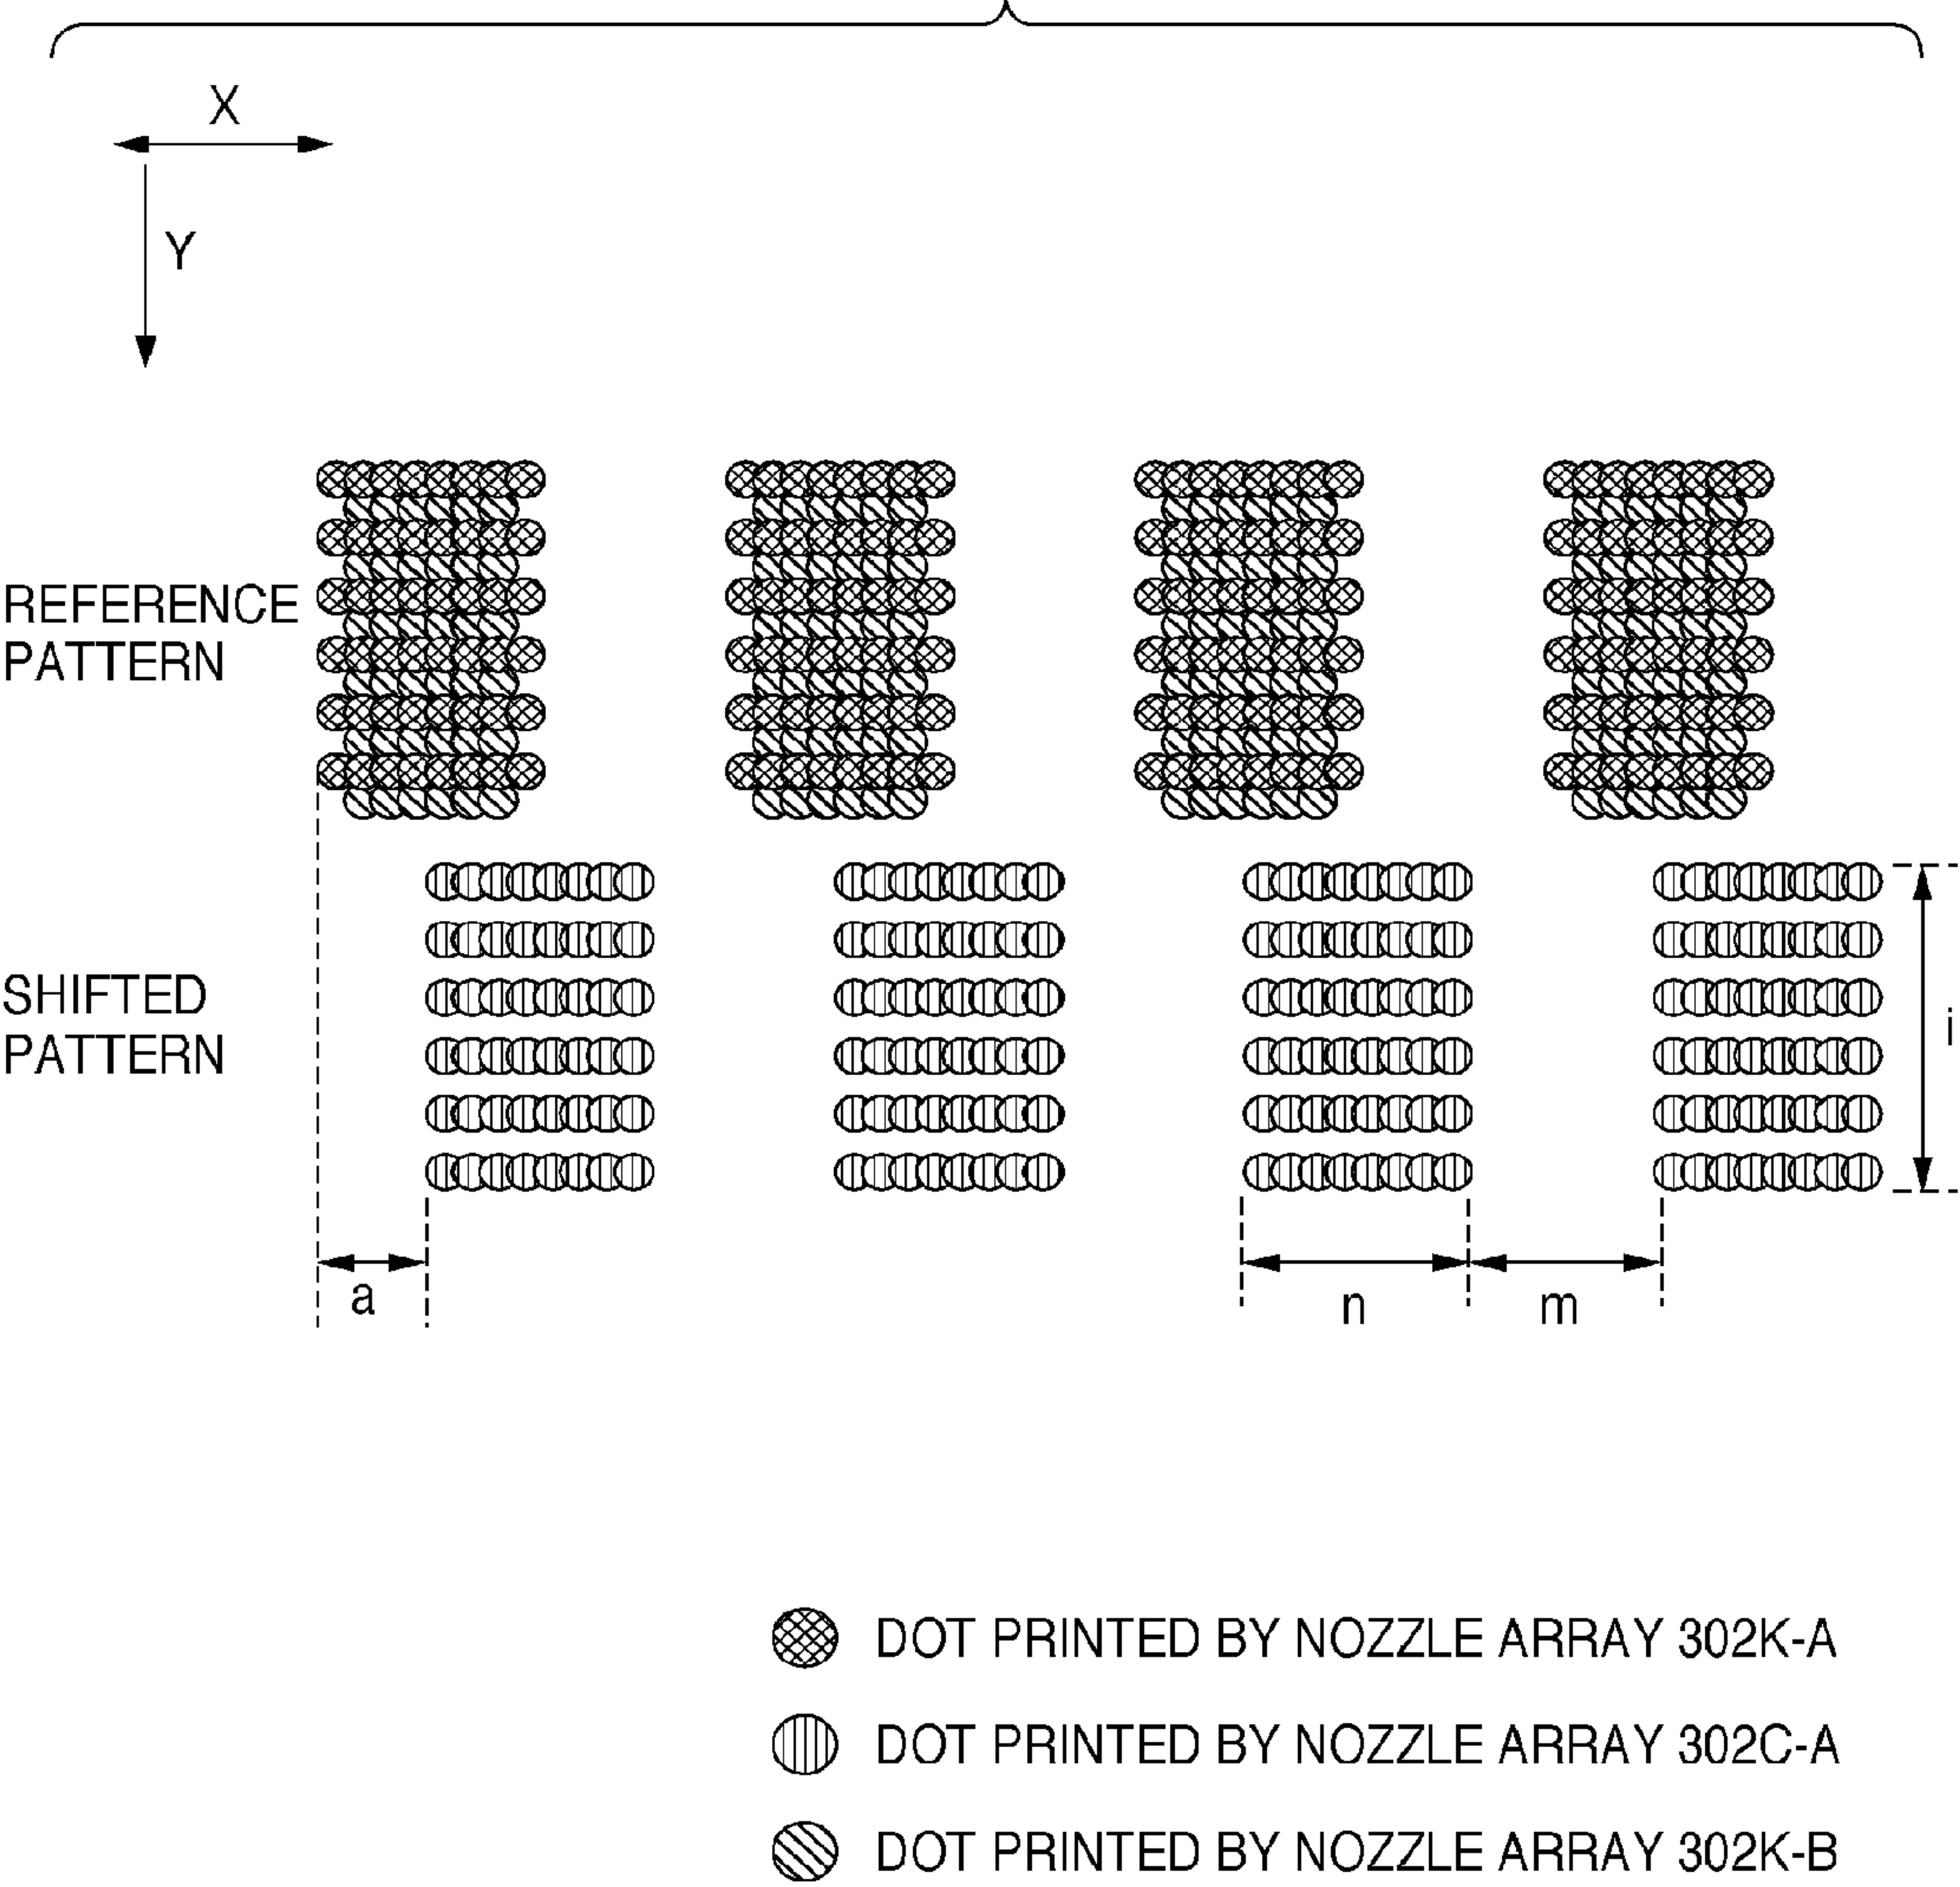 X
Y
REFERENCE
PATTERN
SHIFTED
PATTERN
i
a
n
m
DOT PRINTED BY NOZZLE ARRAY 302K-A
DOT PRINTED BY NOZZLE ARRAY 302C-A
DOT PRINTED BY NOZZLE ARRAY 302K-B